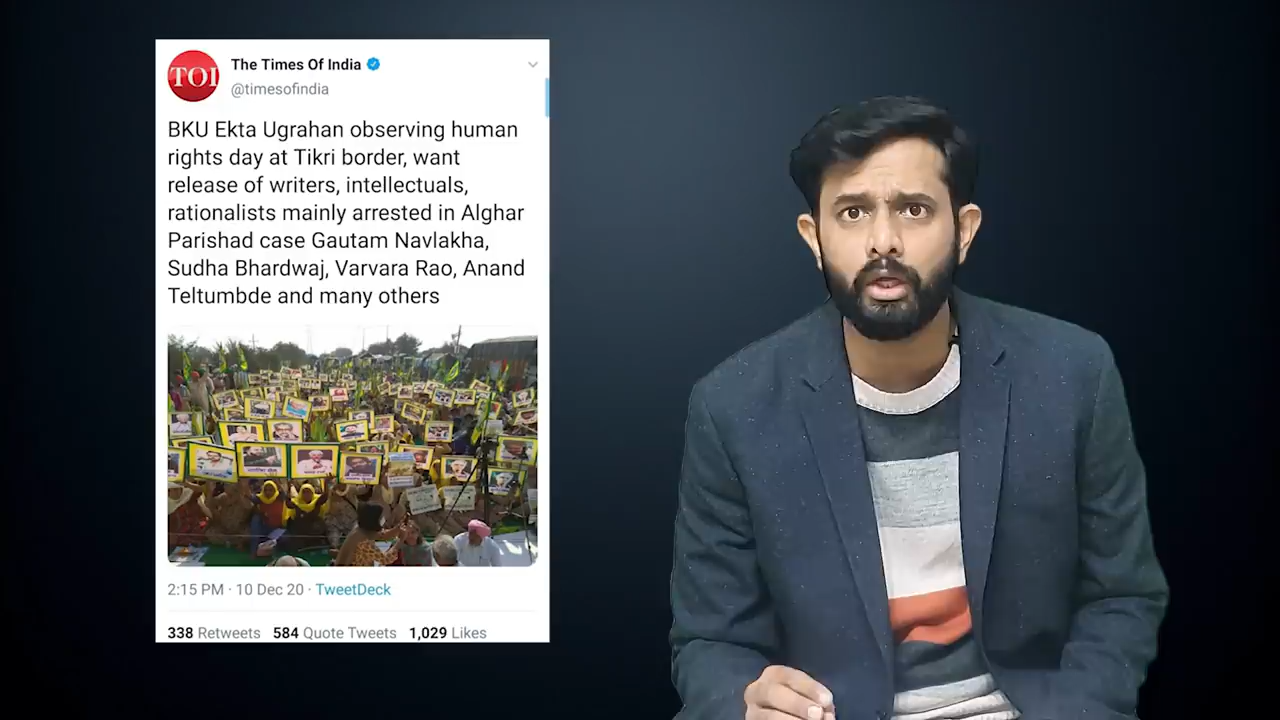 TOI
The Times Of India
@timesofindia
BKU Ekta Ugrahan observing human
rights day at Tikri border, want
release of writers, intellectuals,
rationalists mainly arrested in Alghar
Parishad case Gautam Navlakha,
Sudha Bhardwaj, Varvara Rao, Anand
Teltumbde and many others
2:15 PM · 10 Dec 20 · TweetDeck
338 Retweets 584 Quote Tweets 1,029 Likes